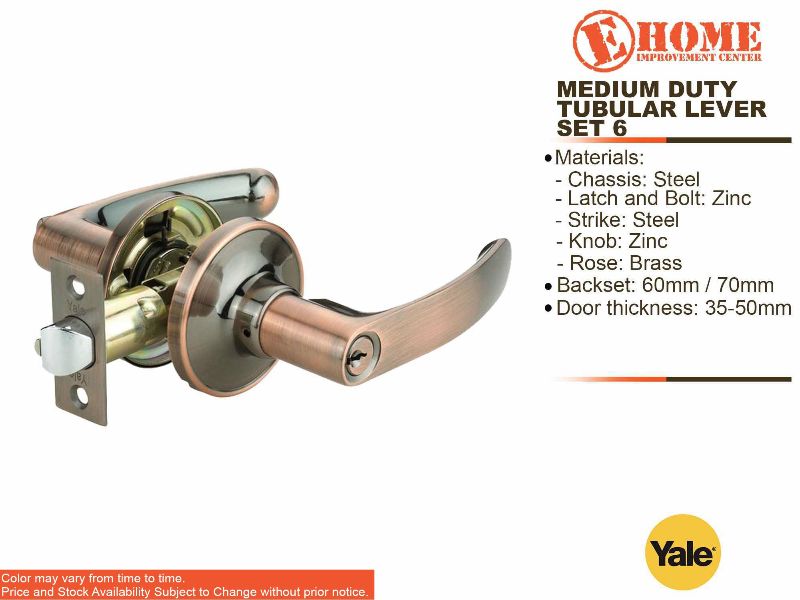 E HOME
IMPROVEMENT CENTER
MEDIUM DUTY
TUBULAR LEVER
SET 6
•Materials:
- Chassis: Steel
- Latch and Bolt: Zinc
- Strike: Steel
- Knob: Zinc
- Rose: Brass
• Backset: 60mm / 70mm
• Door thickness: 35-50mm
Yale
Yale
Yale®
Color may vary from time to time.
Price and Stock Availability Subject to Change without prior notice.